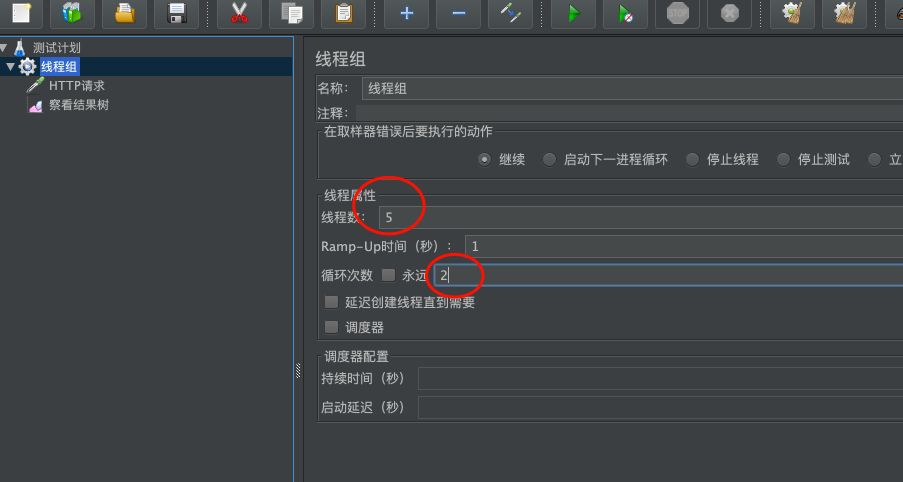 STOP
测试计划
线程组
HTTP请求
察看结果树
线程组
名称： 线程组
注释：
在取样器错误后要执行的动作
继续 启动下一进程循环 停止线程 停止测试 立
线程属性
线程数： 5
Ramp-Up时间（秒）： 1
循环次数 永远 2
延迟创建线程直到需要
调度器
调度器配置
持续时间（秒）
启动延迟（秒）